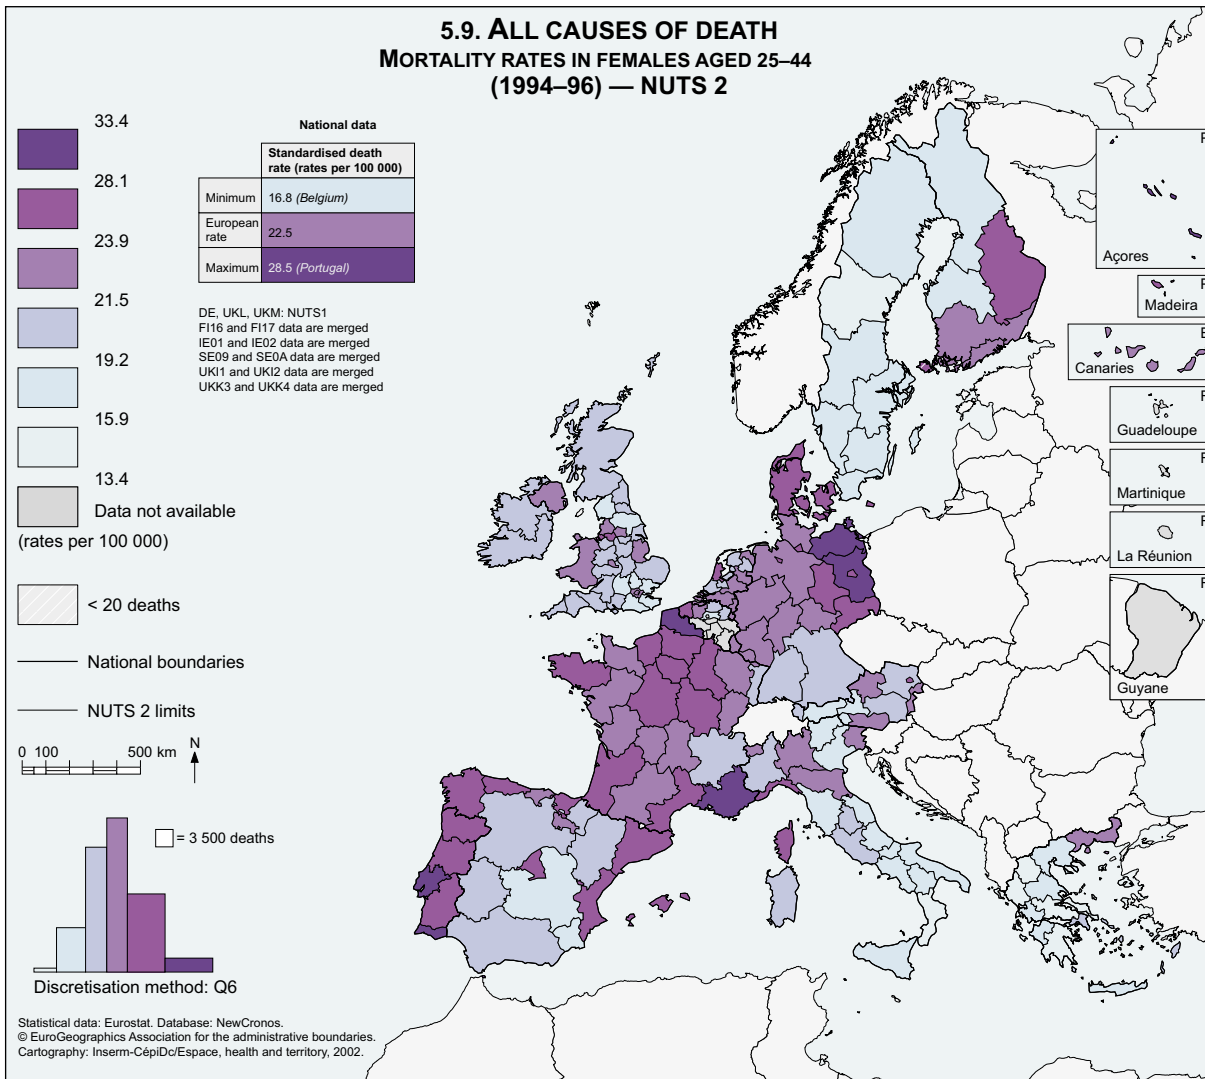 5.9. ALL CAUSES OF DEATH
MORTALITY RATES IN FEMALES AGED 25–44
(1994–96) — NUTS 2
33.4
28.1
23.9
21.5
19.2
15.9
13.4
Data not available
(rates per 100 000)
< 20 deaths
National boundaries
NUTS 2 limits
0 100 500 km
N
National data
Standardised death
rate (rates per 100 000)
Minimum 16.8 (Belgium)
European
rate 22.5
Maximum 28.5 (Portugal)
DE, UKL, UKM: NUTS1
FI16 and FI17 data are merged
IE01 and IE02 data are merged
SE09 and SE0A data are merged
UKI1 and UKI2 data are merged
UKK3 and UKK4 data are merged
Açores
Madeira
Canaries
Guadeloupe
Martinique
La Réunion
Guyane
= 3 500 deaths
Discretisation method: Q6
Statistical data: Eurostat. Database: NewCronos.
© EuroGeographics Association for the administrative boundaries.
Cartography: Inserm-CépiDc/Espace, health and territory, 2002.